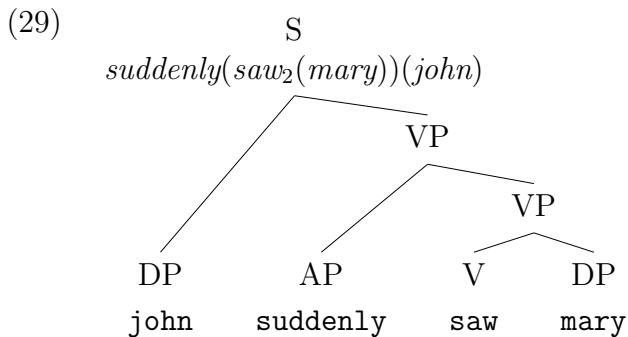 (29)
S
suddenly(saw₂(mary))(john)
VP
VP
DP AP V DP
john suddenly saw mary